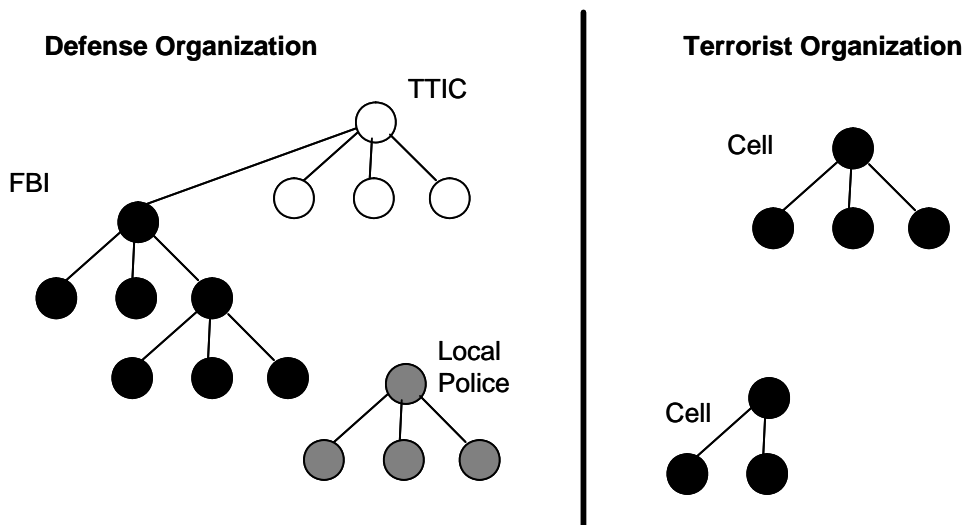 Defense Organization
TTIC
FBI
Local
Police
Terrorist Organization
Cell
Cell